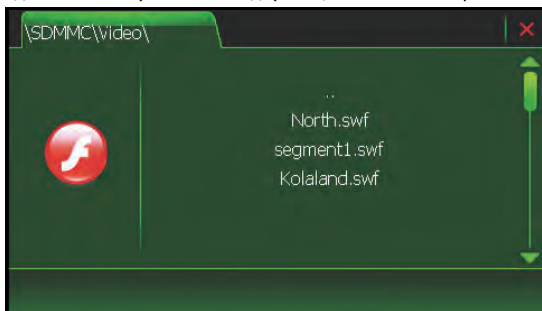 \SDMMC\Video\
..
North.swf
segment1.swf
Kolaland.swf